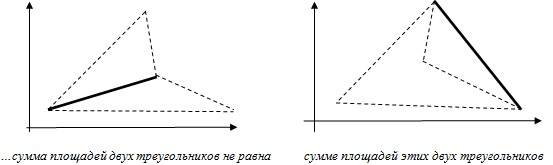 ...сумма площадей двух треугольников не равна сумме площадей этих двух треугольников